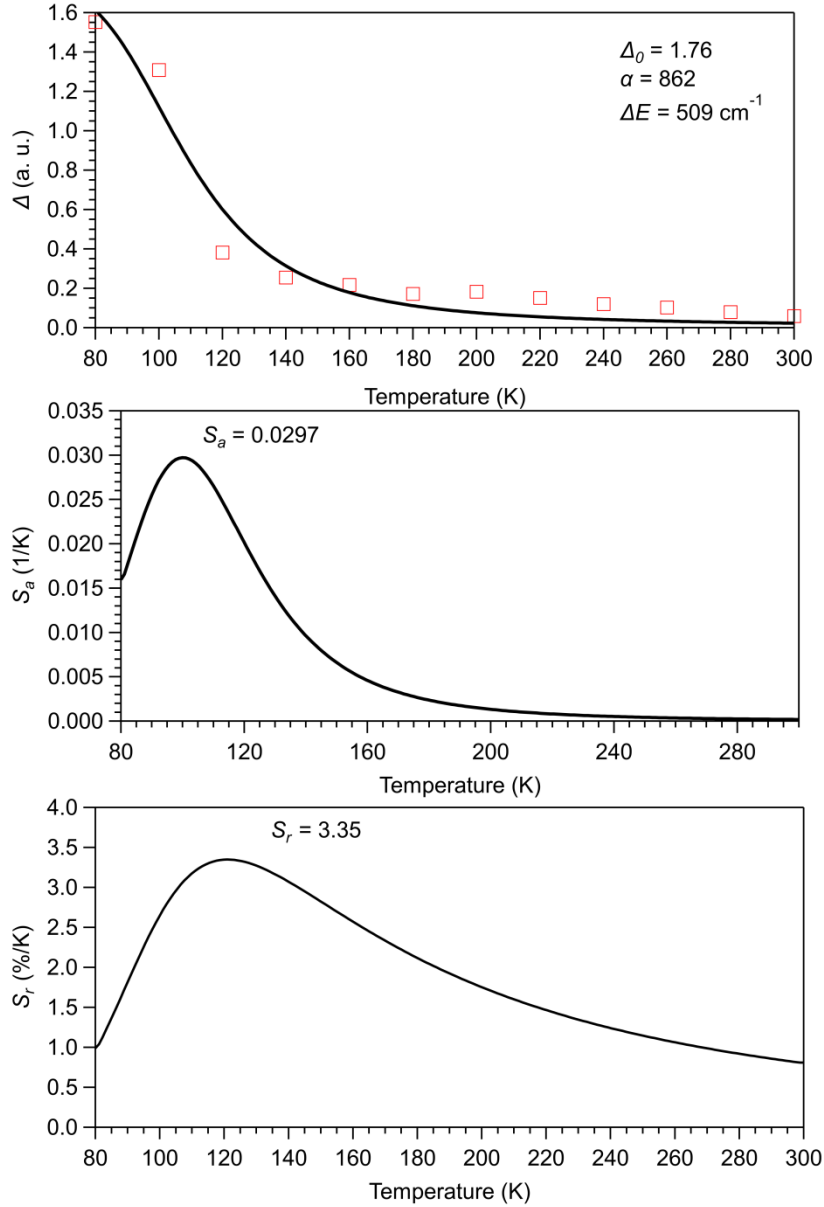 1.6
1.4
1.2
1.0
0.8
0.6
0.4
0.2
0.0
Δ (a. u.)
Δ0 = 1.76
α = 862
ΔE = 509 cm-1
80 100 120 140 160 180 200 220 240 260 280 300
Temperature (K)
0.035
0.030
0.025
0.020
0.015
0.010
0.005
0.000
Sa (1/K)
Sa = 0.0297
80 120 160 200 240 280
Temperature (K)
4.0
3.5
3.0
2.5
2.0
1.5
1.0
0.5
0.0
Sr (%/K)
Sr = 3.35
80 100 120 140 160 180 200 220 240 260 280 300
Temperature (K)